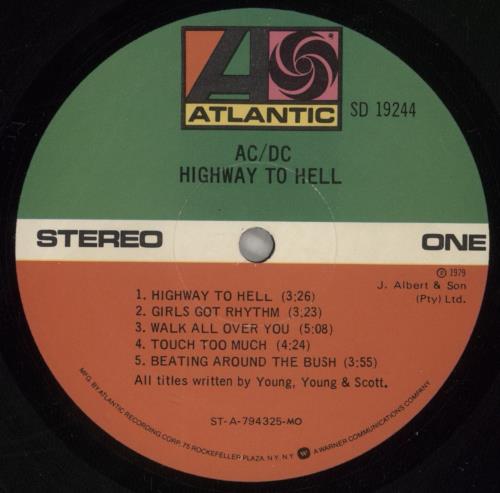 ATLANTIC
SD 19244
AC/DC
HIGHWAY TO HELL
STEREO
ONE
℗ 1979
J. Albert & Son
(Pty) Ltd.
1. HIGHWAY TO HELL (3:26)
2. GIRLS GOT RHYTHM (3;23)
3. WALK ALL OVER YOU (5:08)
4. TOUCH TOO MUCH (4:24)
5. BEATING AROUND THE BUSH (3:55)
All titles written by Young, Young & Scott.
ST-A-794325-MO
MFG. BY ATLANTIC RECORDING CORP. 75 ROCKEFELLER PLAZA, N.Y. N.Y. W A WARNER COMMUNICATIONS COMPANY